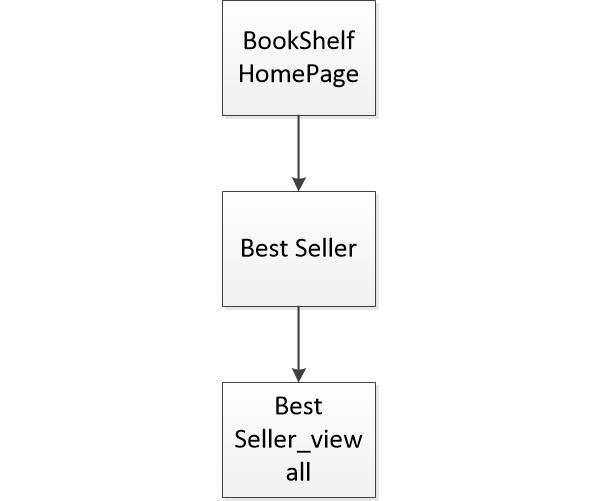 BookShelf
HomePage
Best Seller
Best
Seller_view
all